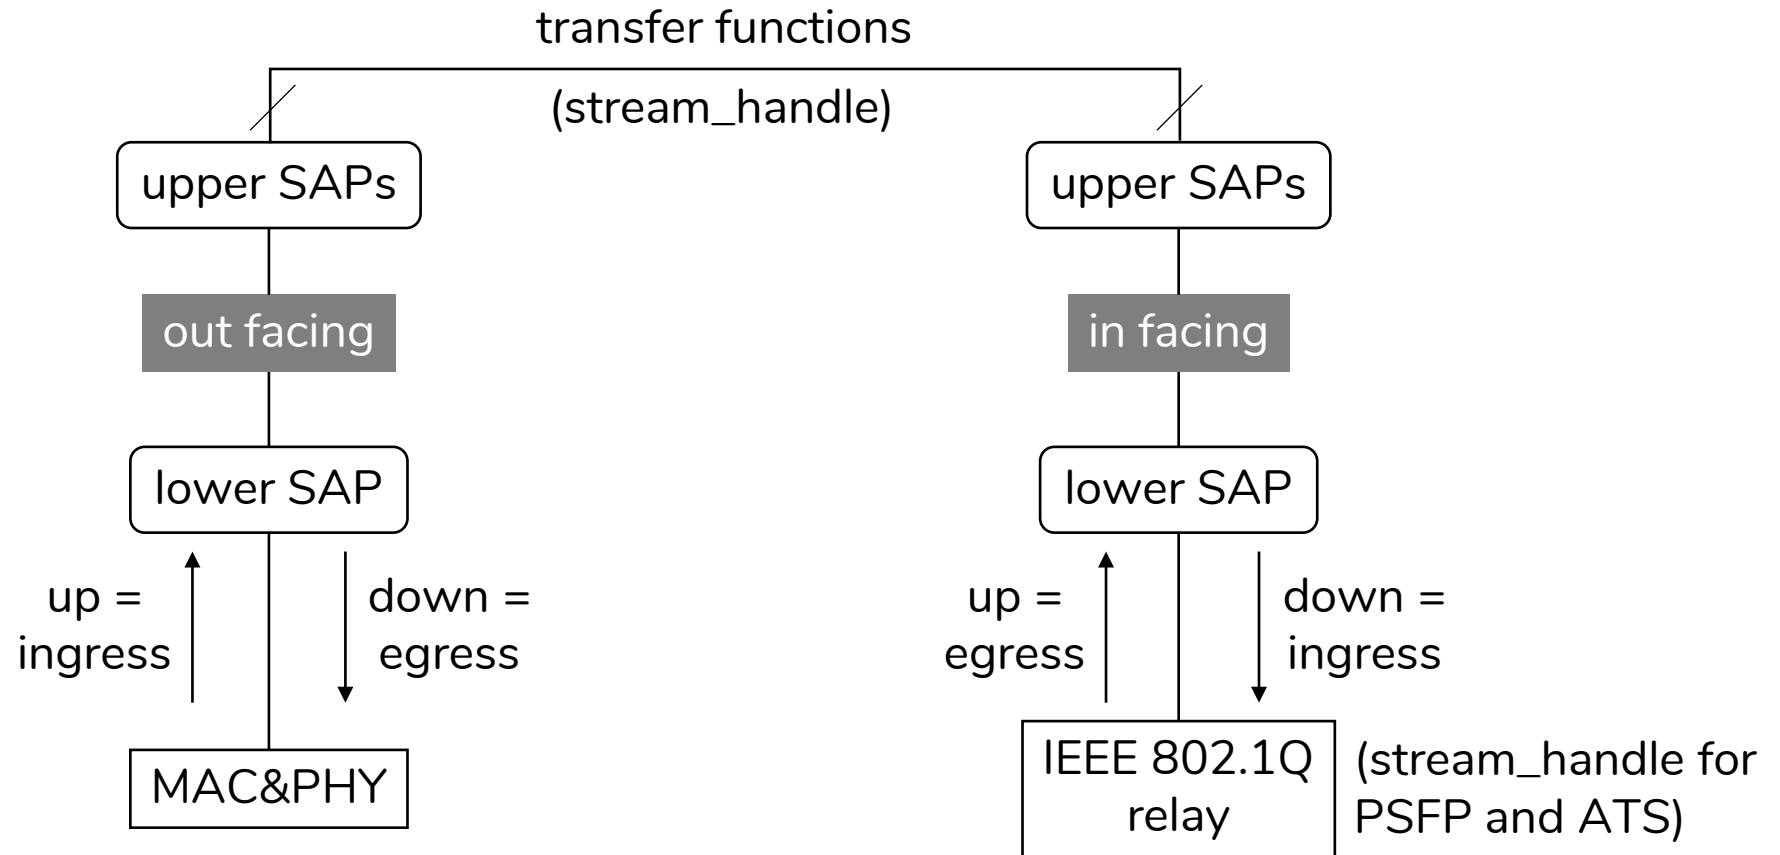 transfer functions
(stream_handle)
upper SAPs
upper SAPs
out facing
in facing
lower SAP
lower SAP
up =
ingress
down =
egress
up =
egress
down =
ingress
MAC&PHY
IEEE 802.1Q
relay
(stream_handle for
PSFP and ATS)